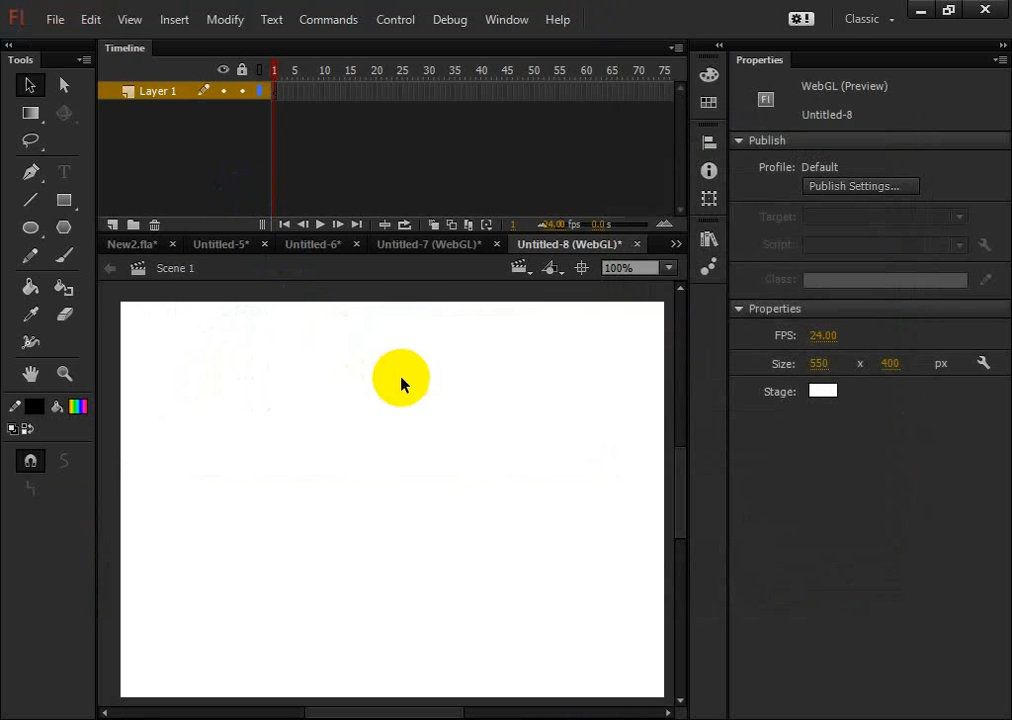 Fl File Edit View Insert Modify Text Commands Control Debug Window Help Classic
Tools Timeline Properties
1 5 10 15 20 25 30 35 40 45 50 55 60 65 70 75
Layer 1
Fl WebGL (Preview)
Untitled-8
Publish
Profile: Default
Publish Settings...
Target:
Script:
Class:
1 24.00 fps 0.0 s
New2.fla* Untitled-5* Untitled-6* Untitled-7 (WebGL)* Untitled-8 (WebGL)*
Scene 1 100%
Properties
FPS: 24.00
Size: 550 x 400 px
Stage: